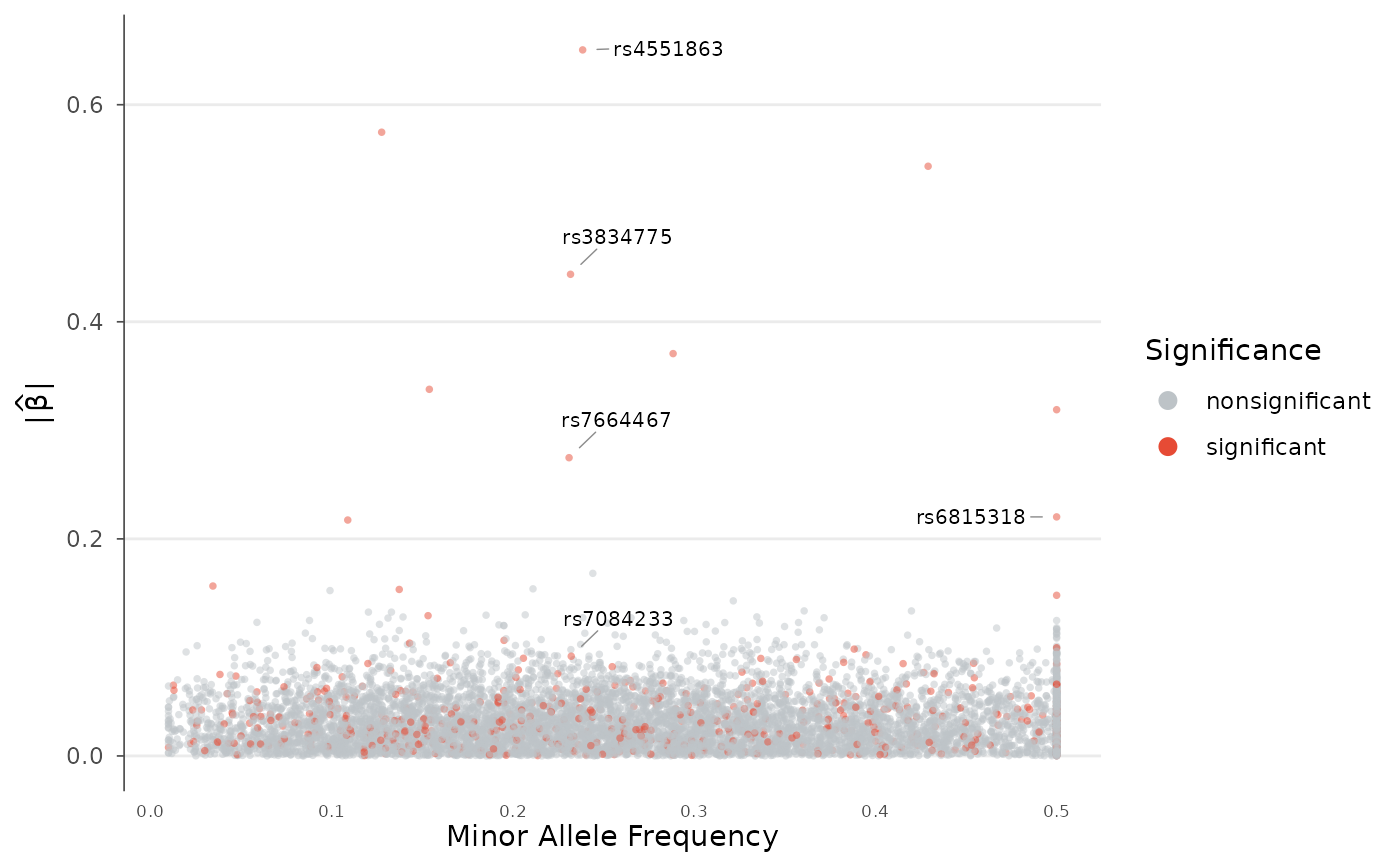 rs4551863
0.6
rs3834775
0.4
rs7664467
rs6815318
0.2
rs7084233
0.0
|β̂|
0.0 0.1 0.2 0.3 0.4 0.5
Minor Allele Frequency
Significance
nonsignificant
significant